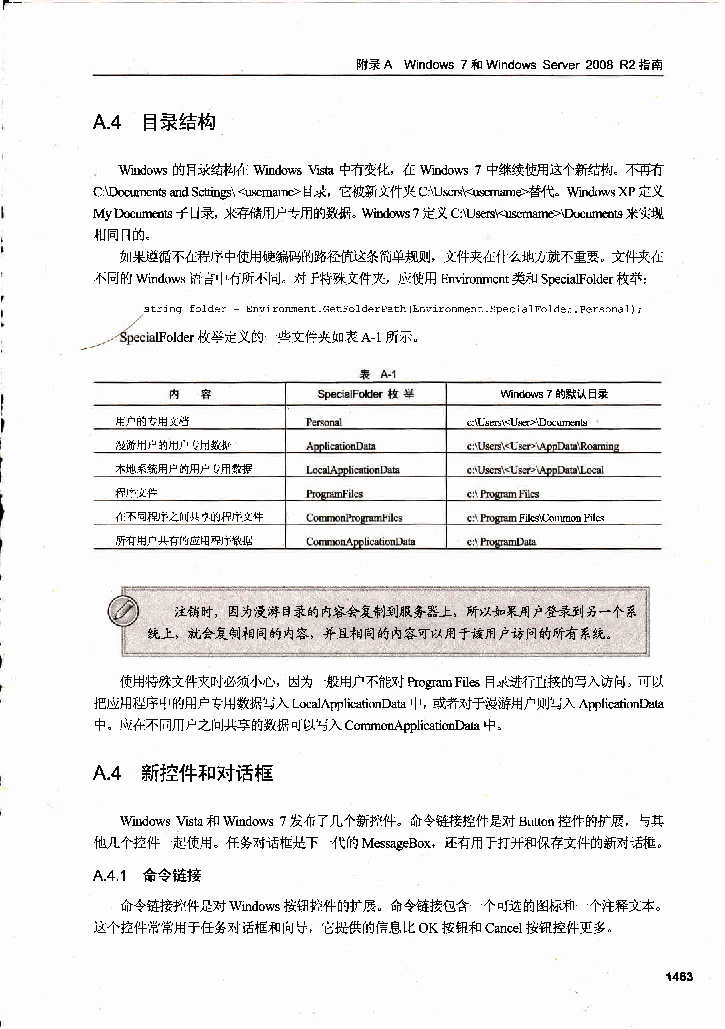 附录 A Windows 7 和 Windows Server 2008 R2 指南
A.4 目录结构
Windows 的目录结构在 Windows Vista 中有变化，在 Windows 7 中继续使用这个新结构。不再有
C:\Documents and Settings\ <username>目录，它被新文件夹 C:\Users\<username>替代。Windows XP 定义
My Documents 子目录，来存储用户专用的数据。Windows 7 定义 C:\Users\<username>\Documents 来实现
相同目的。
如果遵循不在程序中使用硬编码的路径值这条简单规则，文件夹在什么地方就不重要。文件夹在
不同的 Windows 语言中有所不同。对于特殊文件夹，应使用 Environment 类和 SpecialFolder 枚举：
string folder = Environment.GetFolderPath(Environment.SpecialFolder.Personal);
SpecialFolder 枚举定义的一些文件夹如表 A-1 所示。
表 A-1
内 容 SpecialFolder 枚 举 Windows 7 的默认目录
用户的专用文档 Personal c:\Users\<User>\Documents
漫游用户的用户专用数据 ApplicationData c:\Users\<User>\AppData\Roaming
本地系统用户的用户专用数据 LocalApplicationData c:\Users\<User>\AppData\Local
程序文件 ProgramFiles c:\ Program Files
在不同程序之间共享的程序文件 CommonProgramFiles c:\ Program Files\Common Files
所有用户共有的应用程序数据 CommonApplicationData c:\ ProgramData
注销时，因为漫游目录的内容会复制到服务器上，所以如果用户登录到另一个系
统上，就会复制相同的内容，并且相同的内容可以用于该用户访问的所有系统。
使用特殊文件夹时必须小心，因为一般用户不能对 Program Files 目录进行直接的写入访问。可以
把应用程序中的用户专用数据写入 LocalApplicationData 中，或者对于漫游用户则写入 ApplicationData
中。应在不同用户之间共享的数据可以写入 CommonApplicationData 中。
A.4 新控件和对话框
Windows Vista 和 Windows 7 发布了几个新控件。命令链接控件是对 Button 控件的扩展，与其
他几个控件一起使用。任务对话框是下一代的 MessageBox，还有用于打开和保存文件的新对话框。
A.4.1 命令链接
命令链接控件是对 Windows 按钮控件的扩展。命令链接包含一个可选的图标和一个注释文本。
这个控件常常用于任务对话框和向导，它提供的信息比 OK 按钮和 Cancel 按钮控件更多。
1463